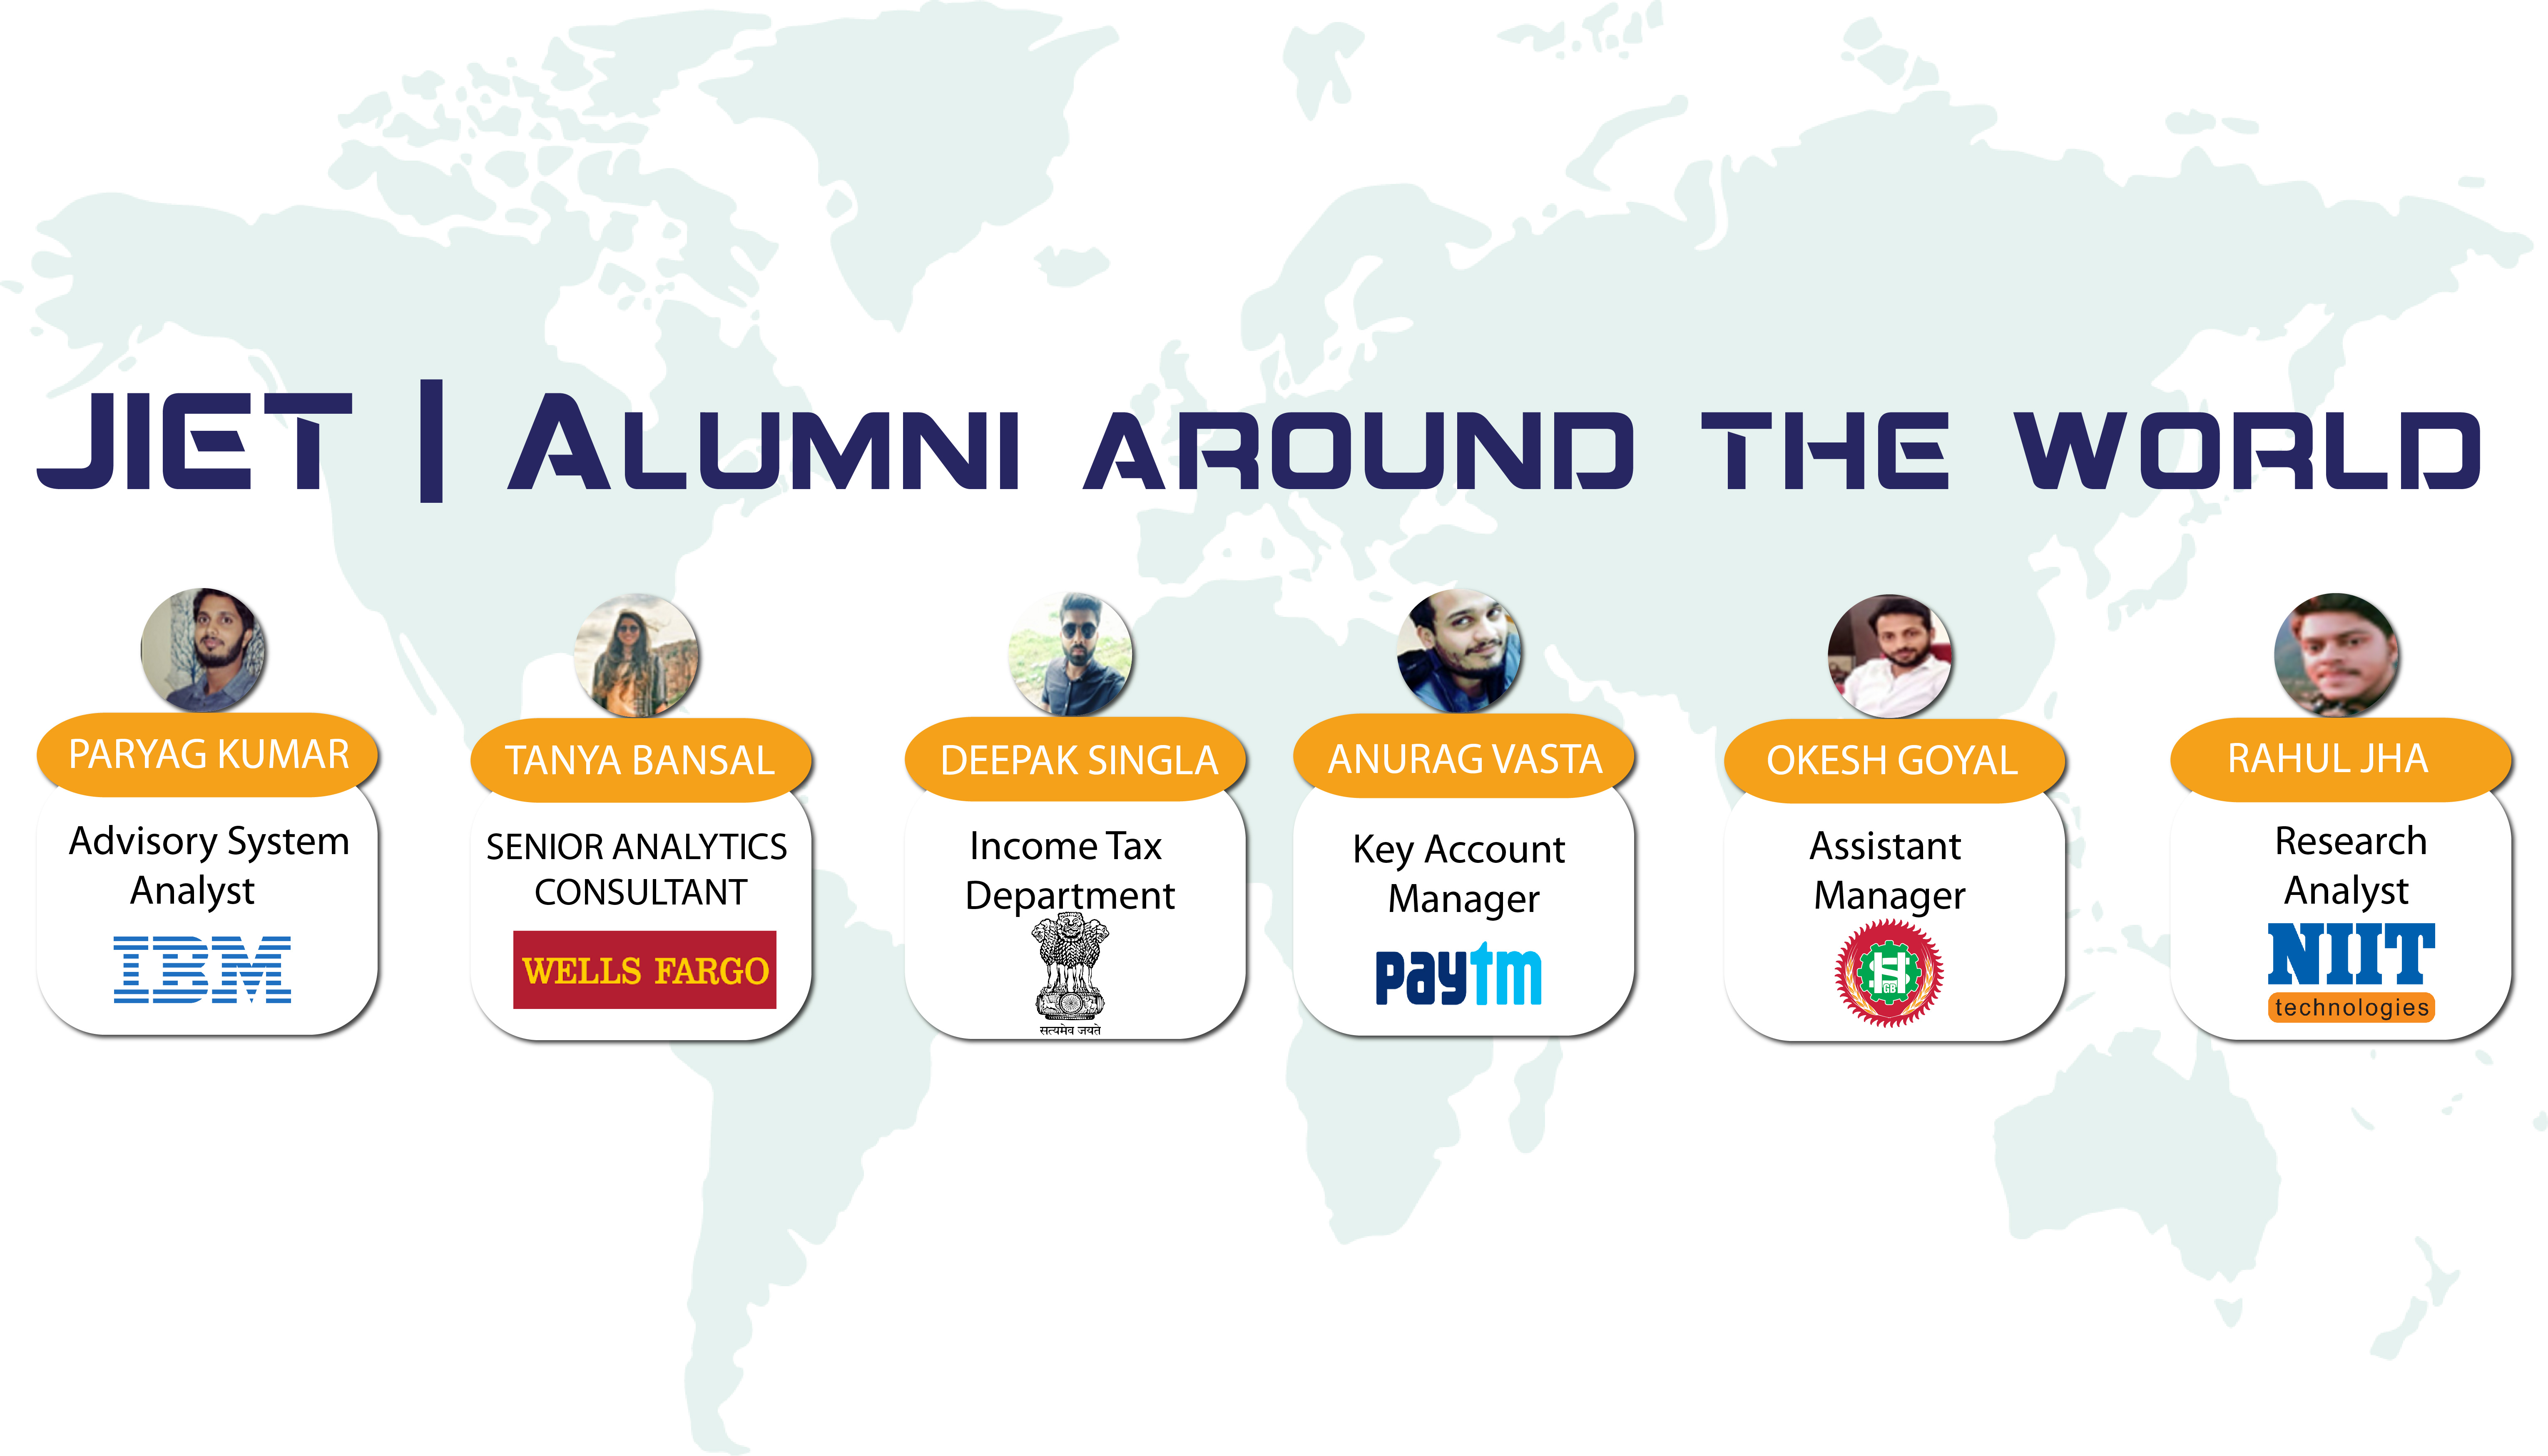 JIET | ALUMNI AROUND THE WORLD
PARYAG KUMAR
Advisory System
Analyst
IBM
TANYA BANSAL
SENIOR ANALYTICS
CONSULTANT
WELLS FARGO
DEEPAK SINGLA
Income Tax
Department
सत्यमेव जयते
ANURAG VASTA
Key Account
Manager
paytm
OKESH GOYAL
Assistant
Manager
GB
RAHUL JHA
Research
Analyst
NIIT
technologies